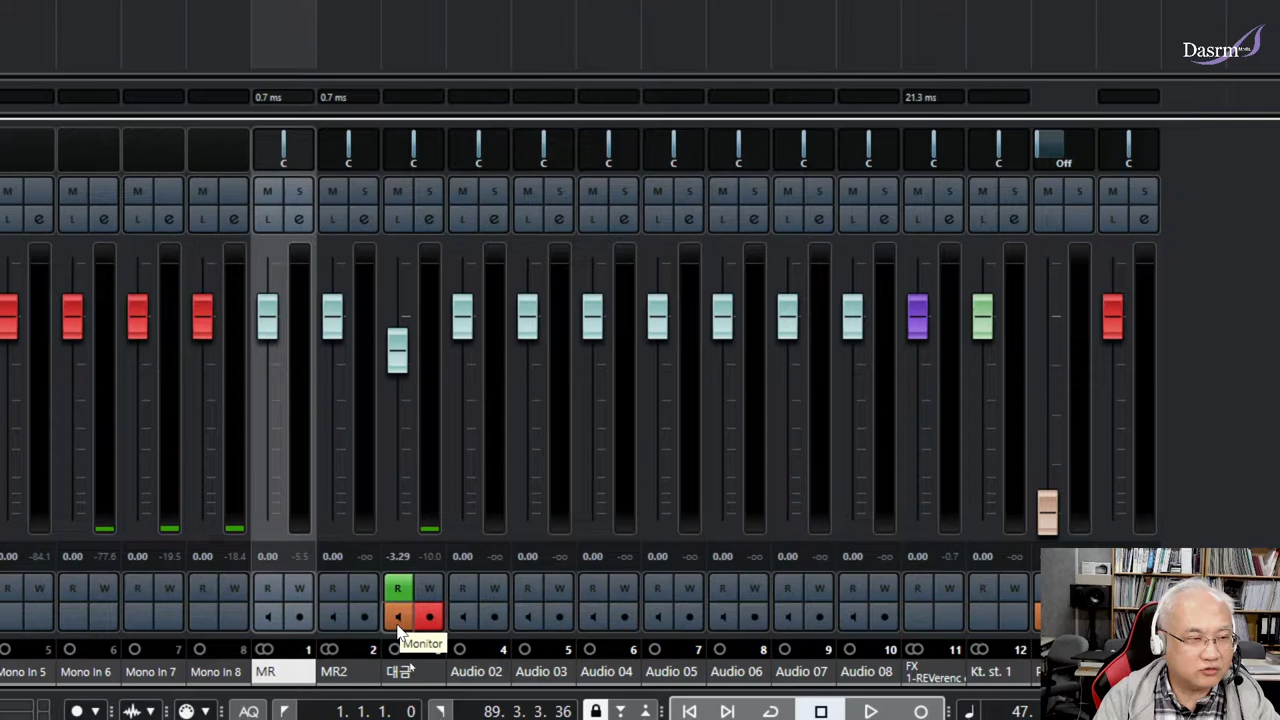 Dasrm Music
0.7 ms 0.7 ms 21.3 ms
C C C C C C C C C C C C Off C
M M S M S M S M S M S M S M S M S M S M S M S M S M S M S M S M S M S
L L e L e L e L e L e L e L e L e L e L e L e L e L e L e L e L e
0.00 -84.1 0.00 -77.6 0.00 -19.5 0.00 -18.4 0.00 -5.5 0.00 -∞ -3.29 -10.0 0.00 -∞ 0.00 -∞ 0.00 -∞ 0.00 -∞ 0.00 -∞ 0.00 -∞ 0.00 -∞ 0.00 -0.7 0.00 -∞
R W R W R W R W R W R W R W R W R W R W R W R W R W R W R W R W
Monitor
5 6 7 8 1 2 4 5 6 7 8 9 10 11 12
Mono In 5 Mono In 6 Mono In 7 Mono In 8 MR MR2 대금 Audio 02 Audio 03 Audio 04 Audio 05 Audio 06 Audio 07 Audio 08 FX 1-REVerenc Kt. st. 1
AQ 1. 1. 1. 0 89. 3. 3. 36 47.